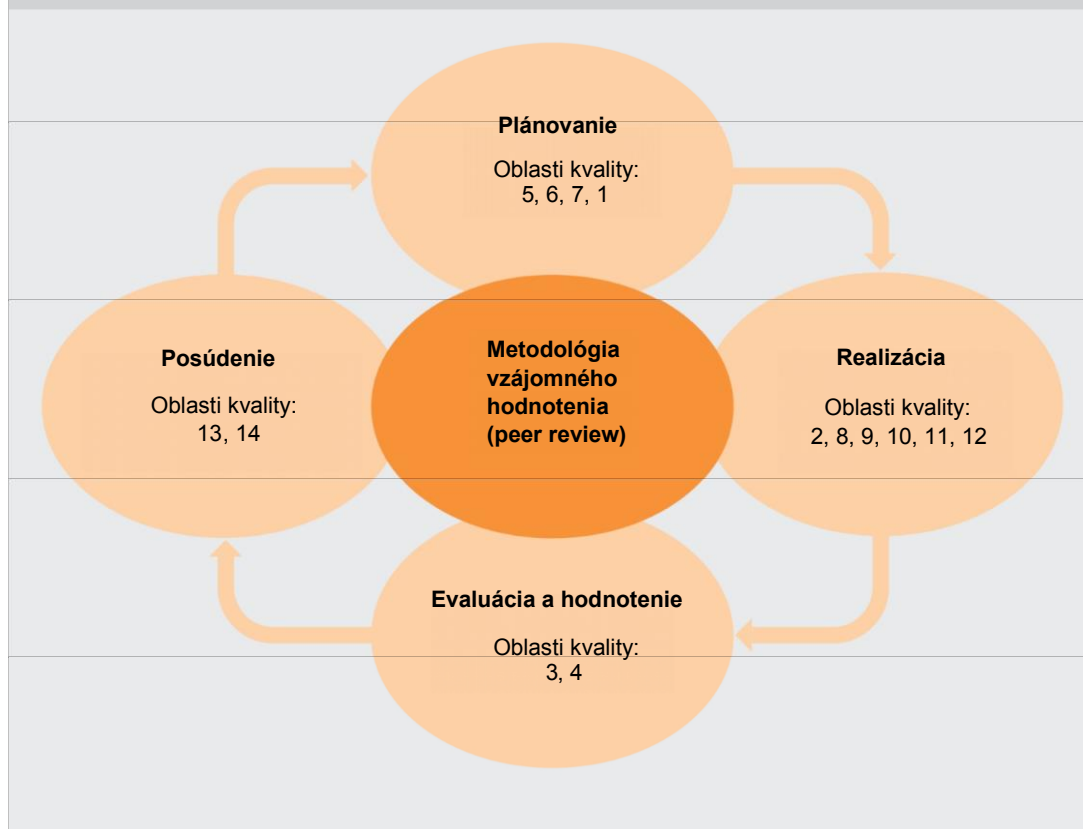 Plánovanie
Oblasti kvality:
5, 6, 7, 1
Posúdenie
Oblasti kvality:
13, 14
Metodológia
vzájomného
hodnotenia
(peer review)
Realizácia
Oblasti kvality:
2, 8, 9, 10, 11, 12
Evaluácia a hodnotenie
Oblasti kvality:
3, 4